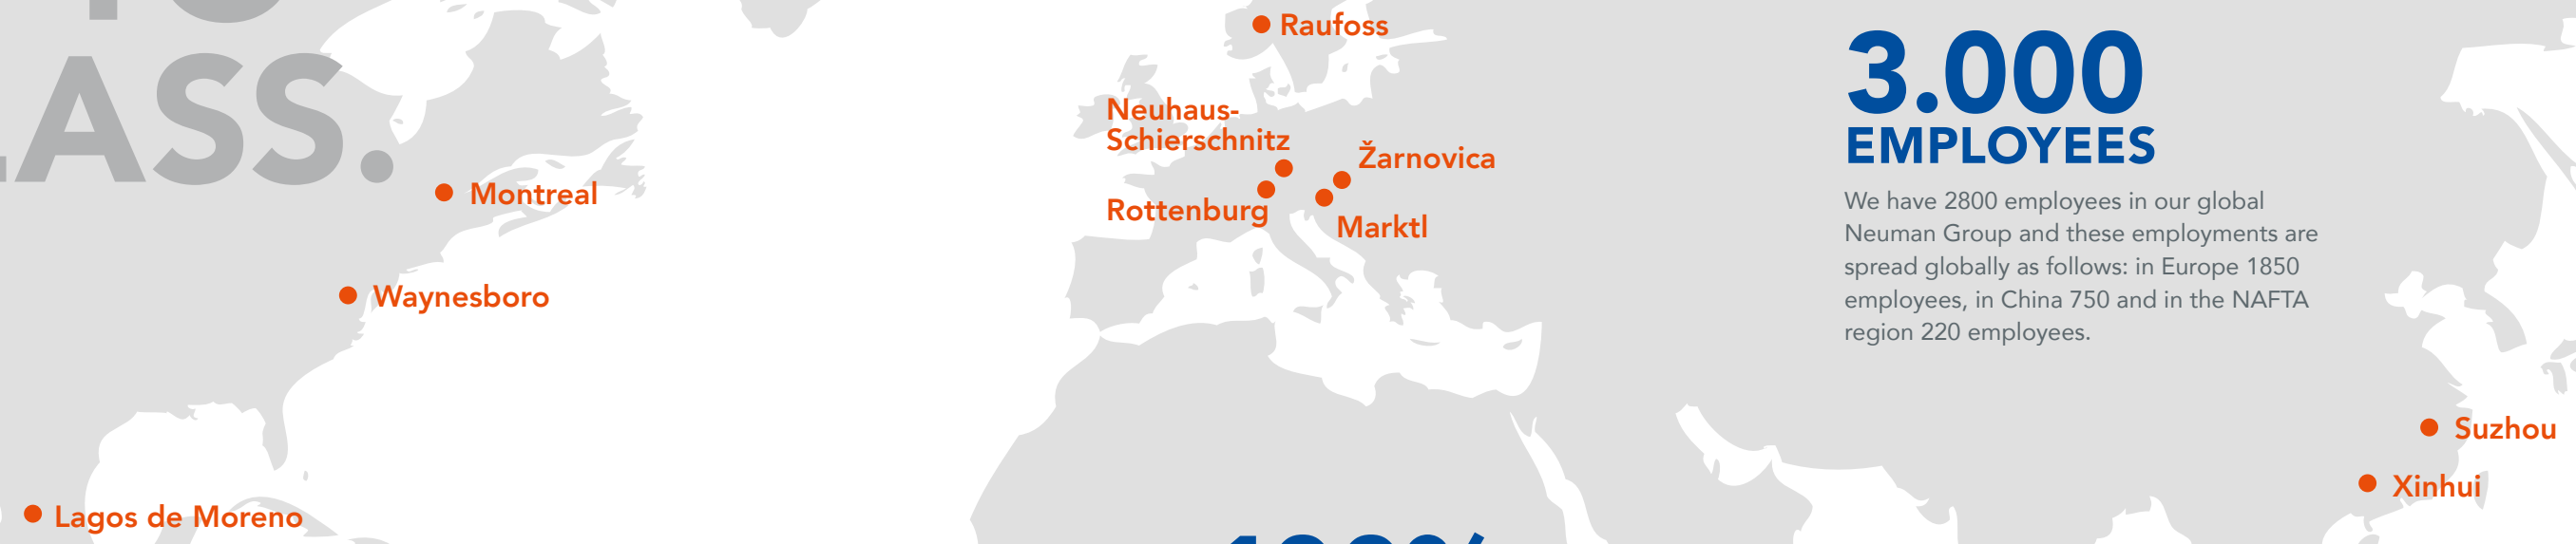 ASS.
Raufoss
Neuhaus-
Schierschnitz
Žarnovica
Rottenburg
Marktl
Montreal
Waynesboro
Lagos de Moreno
3.000
EMPLOYEES
We have 2800 employees in our global
Neuman Group and these employments are
spread globally as follows: in Europe 1850
employees, in China 750 and in the NAFTA
region 220 employees.
Suzhou
Xinhui